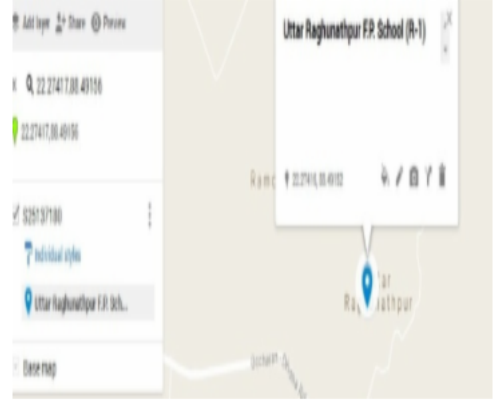 Add layer Share Preview
22.27417,88.49156
22.27417,88.49156
S25137180
Individual styles
Uttar Raghunathpur F.P. Sch...
Base map
Uttar Raghunathpur F.P. School (R-1)